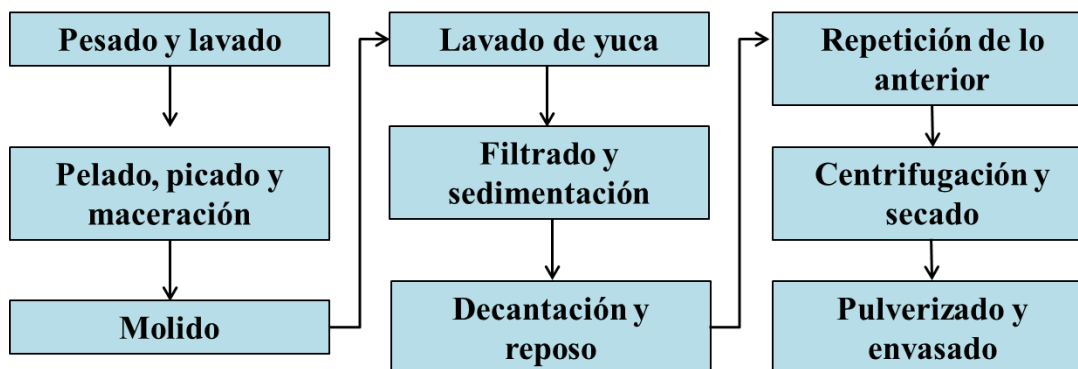 Pesado y lavado
Pelado, picado y
maceración
Molido
Lavado de yuca
Filtrado y
sedimentación
Decantación y
reposo
Repetición de lo
anterior
Centrifugación y
secado
Pulverizado y
envasado